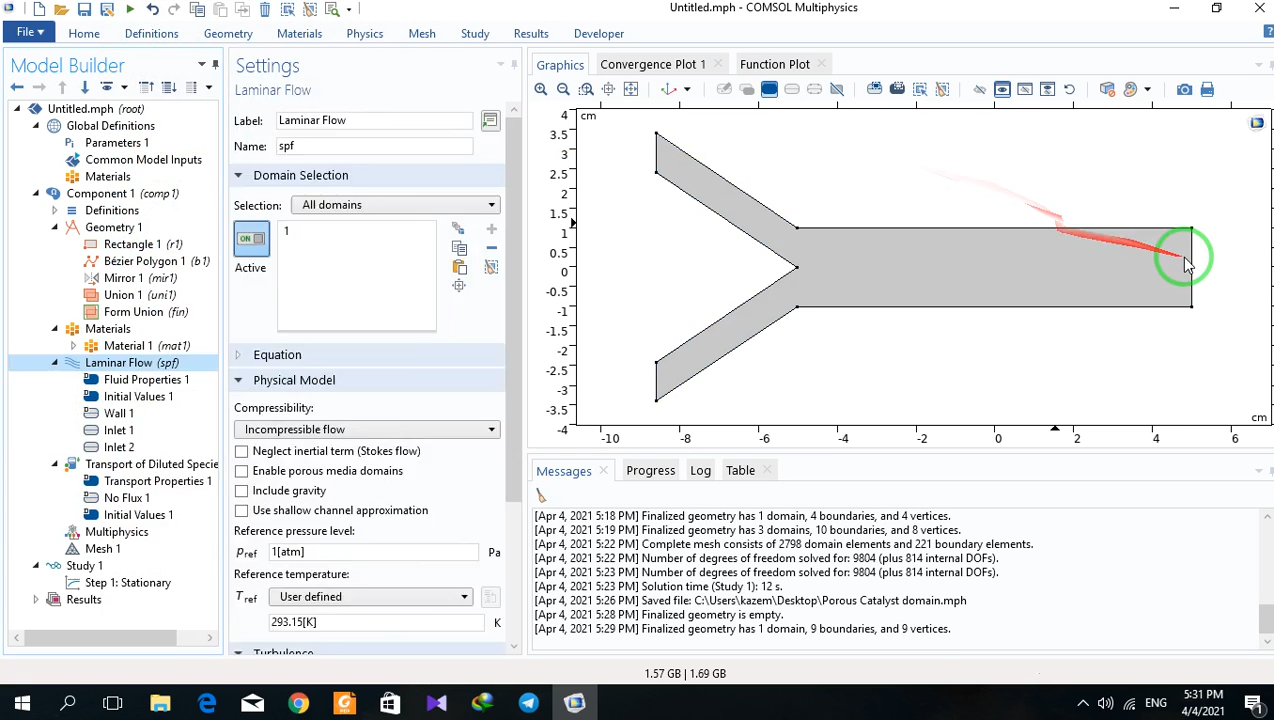 Untitled.mph - COMSOL Multiphysics
File
Home
Definitions
Geometry
Materials
Physics
Mesh
Study
Results
Developer
Model Builder
Untitled.mph (root)
Global Definitions
Pi Parameters 1
Common Model Inputs
Materials
Component 1 (comp1)
Definitions
Geometry 1
Rectangle 1 (r1)
Bézier Polygon 1 (b1)
Mirror 1 (mir1)
Union 1 (uni1)
Form Union (fin)
Materials
Material 1 (mat1)
Laminar Flow (spf)
Fluid Properties 1
Initial Values 1
Wall 1
Inlet 1
Inlet 2
Transport of Diluted Specie
Transport Properties 1
No Flux 1
Initial Values 1
Multiphysics
Mesh 1
Study 1
Step 1: Stationary
Results
Settings
Laminar Flow
Label: Laminar Flow
Name: spf
Domain Selection
Selection: All domains
ON
Active
1
Equation
Physical Model
Compressibility:
Incompressible flow
Neglect inertial term (Stokes flow)
Enable porous media domains
Include gravity
Use shallow channel approximation
Reference pressure level:
pref 1[atm] Pa
Reference temperature:
Tref User defined
293.15[K] K
Turbulence
Graphics
Convergence Plot 1
Function Plot
4
3.5
3
2.5
2
1.5
1
0.5
0
-0.5
-1
-1.5
-2
-2.5
-3
-3.5
-4
cm
-10 -8 -6 -4 -2 0 2 4 6
cm
Messages
Progress
Log
Table
[Apr 4, 2021 5:18 PM] Finalized geometry has 1 domain, 4 boundaries, and 4 vertices.
[Apr 4, 2021 5:19 PM] Finalized geometry has 3 domains, 10 boundaries, and 8 vertices.
[Apr 4, 2021 5:22 PM] Complete mesh consists of 2798 domain elements and 221 boundary elements.
[Apr 4, 2021 5:22 PM] Number of degrees of freedom solved for: 9804 (plus 814 internal DOFs).
[Apr 4, 2021 5:23 PM] Number of degrees of freedom solved for: 9804 (plus 814 internal DOFs).
[Apr 4, 2021 5:23 PM] Solution time (Study 1): 12 s.
[Apr 4, 2021 5:26 PM] Saved file: C:\Users\kazem\Desktop\Porous Catalyst domain.mph
[Apr 4, 2021 5:28 PM] Finalized geometry is empty.
[Apr 4, 2021 5:29 PM] Finalized geometry has 1 domain, 9 boundaries, and 9 vertices.
1.57 GB | 1.69 GB
ENG
5:31 PM
4/4/2021
1